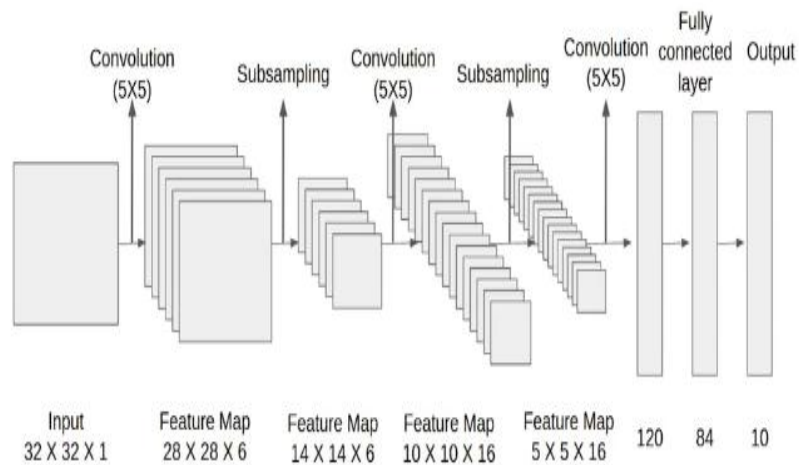 Convolution
(5X5)
Subsampling
Convolution
(5X5)
Subsampling
Convolution
(5X5)
Fully
connected
layer
Output
Input
32 X 32 X 1
Feature Map
28 X 28 X 6
Feature Map
14 X 14 X 6
Feature Map
10 X 10 X 16
Feature Map
5 X 5 X 16
120
84
10